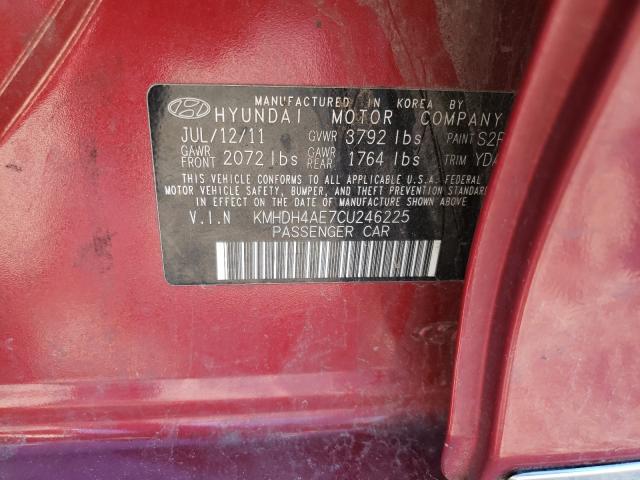 MANUFACTURED IN KOREA BY
HYUNDAI MOTOR COMPANY
JUL/12/11 GVWR 3792 lbs PAINT S2F
GAWR FRONT 2072 lbs GAWR REAR 1764 lbs TRIM YDA
THIS VEHICLE CONFORMS TO ALL APPLICABLE U.S.A. FEDERAL
MOTOR VEHICLE SAFETY, BUMPER, AND THEFT PREVENTION
STANDARDS IN EFFECT ON THE DATE OF MANUFACTURE SHOWN
ABOVE.
V.I.N KMHDH4AE7CU246225
PASSENGER CAR